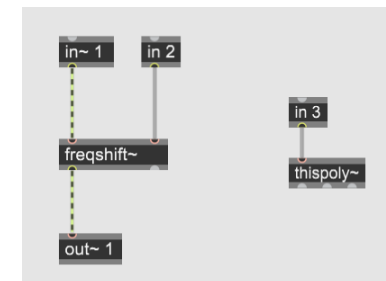 in~ 1
in 2
in 3
freqshift~
thispoly~
out~ 1